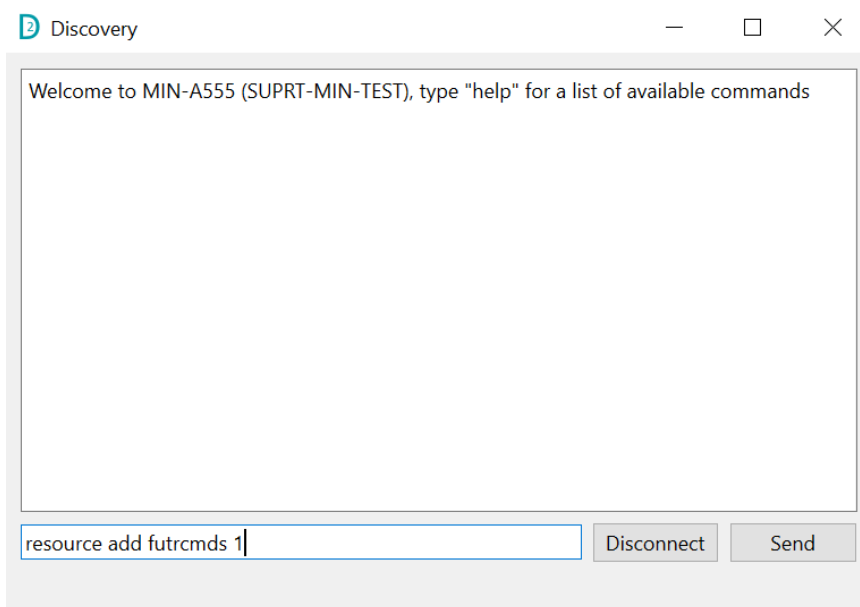 2 Discovery
Welcome to MIN-A555 (SUPRT-MIN-TEST), type "help" for a list of available commands
resource add futrcmds 1
Disconnect
Send